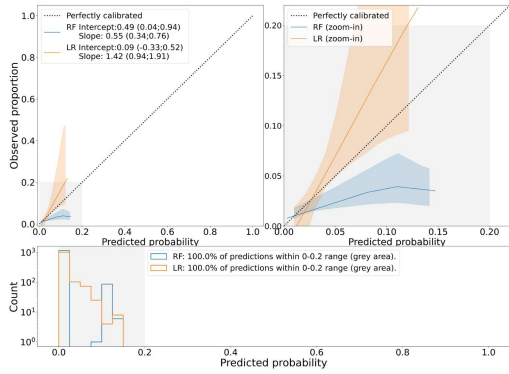 Perfectly calibrated
RF Intercept:0.49 (0.04;0.94)
Slope: 0.55 (0.34;0.76)
LR Intercept:0.09 (-0.33;0.52)
Slope: 1.42 (0.94;1.91)
Observed proportion
1.0
0.8
0.6
0.4
0.2
0.0
0.0 0.2 0.4 0.6 0.8 1.0
Predicted probability
Perfectly calibrated
RF (zoom-in)
LR (zoom-in)
0.20
0.15
0.10
0.05
0.00
0.00 0.05 0.10 0.15 0.20
Predicted probability
RF: 100.0% of predictions within 0-0.2 range (grey area).
LR: 100.0% of predictions within 0-0.2 range (grey area).
Count
10³
10²
10¹
10⁰
0.0 0.2 0.4 0.6 0.8 1.0
Predicted probability